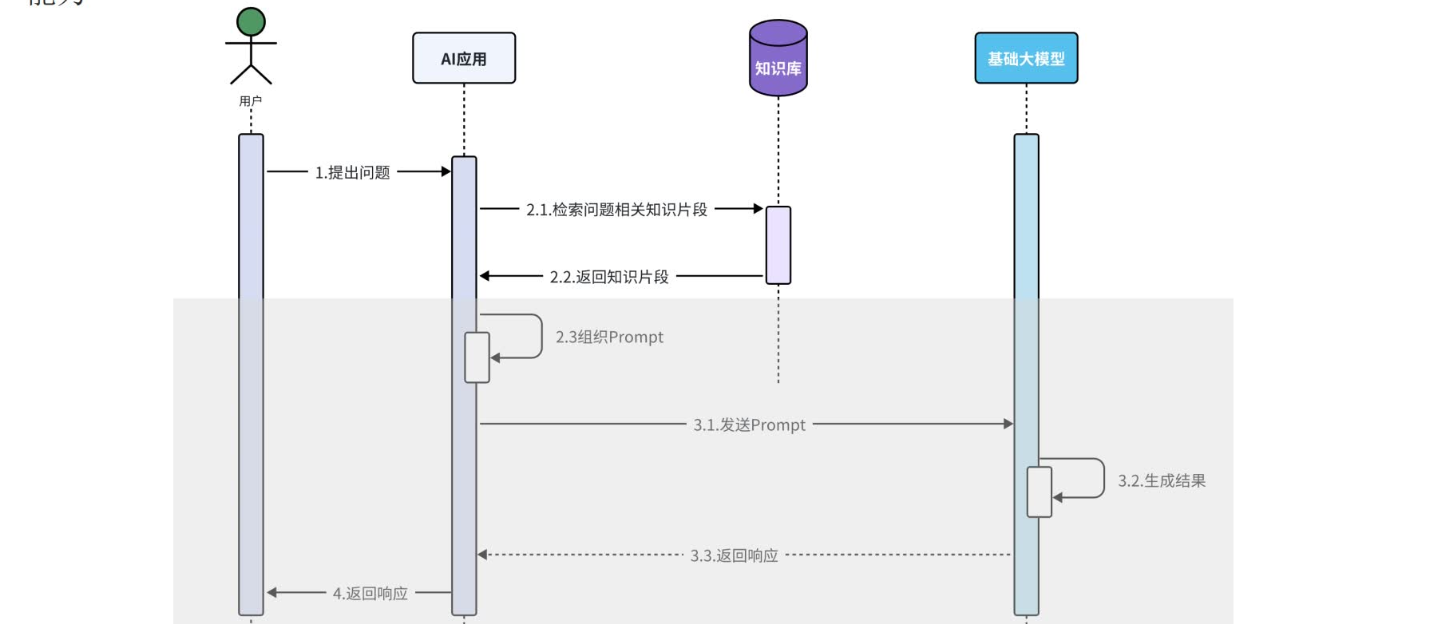 用户
AI应用
知识库
基础大模型
1.提出问题
2.1.检索问题相关知识片段
2.2.返回知识片段
2.3组织Prompt
3.1.发送Prompt
3.2.生成结果
3.3.返回响应
4.返回响应